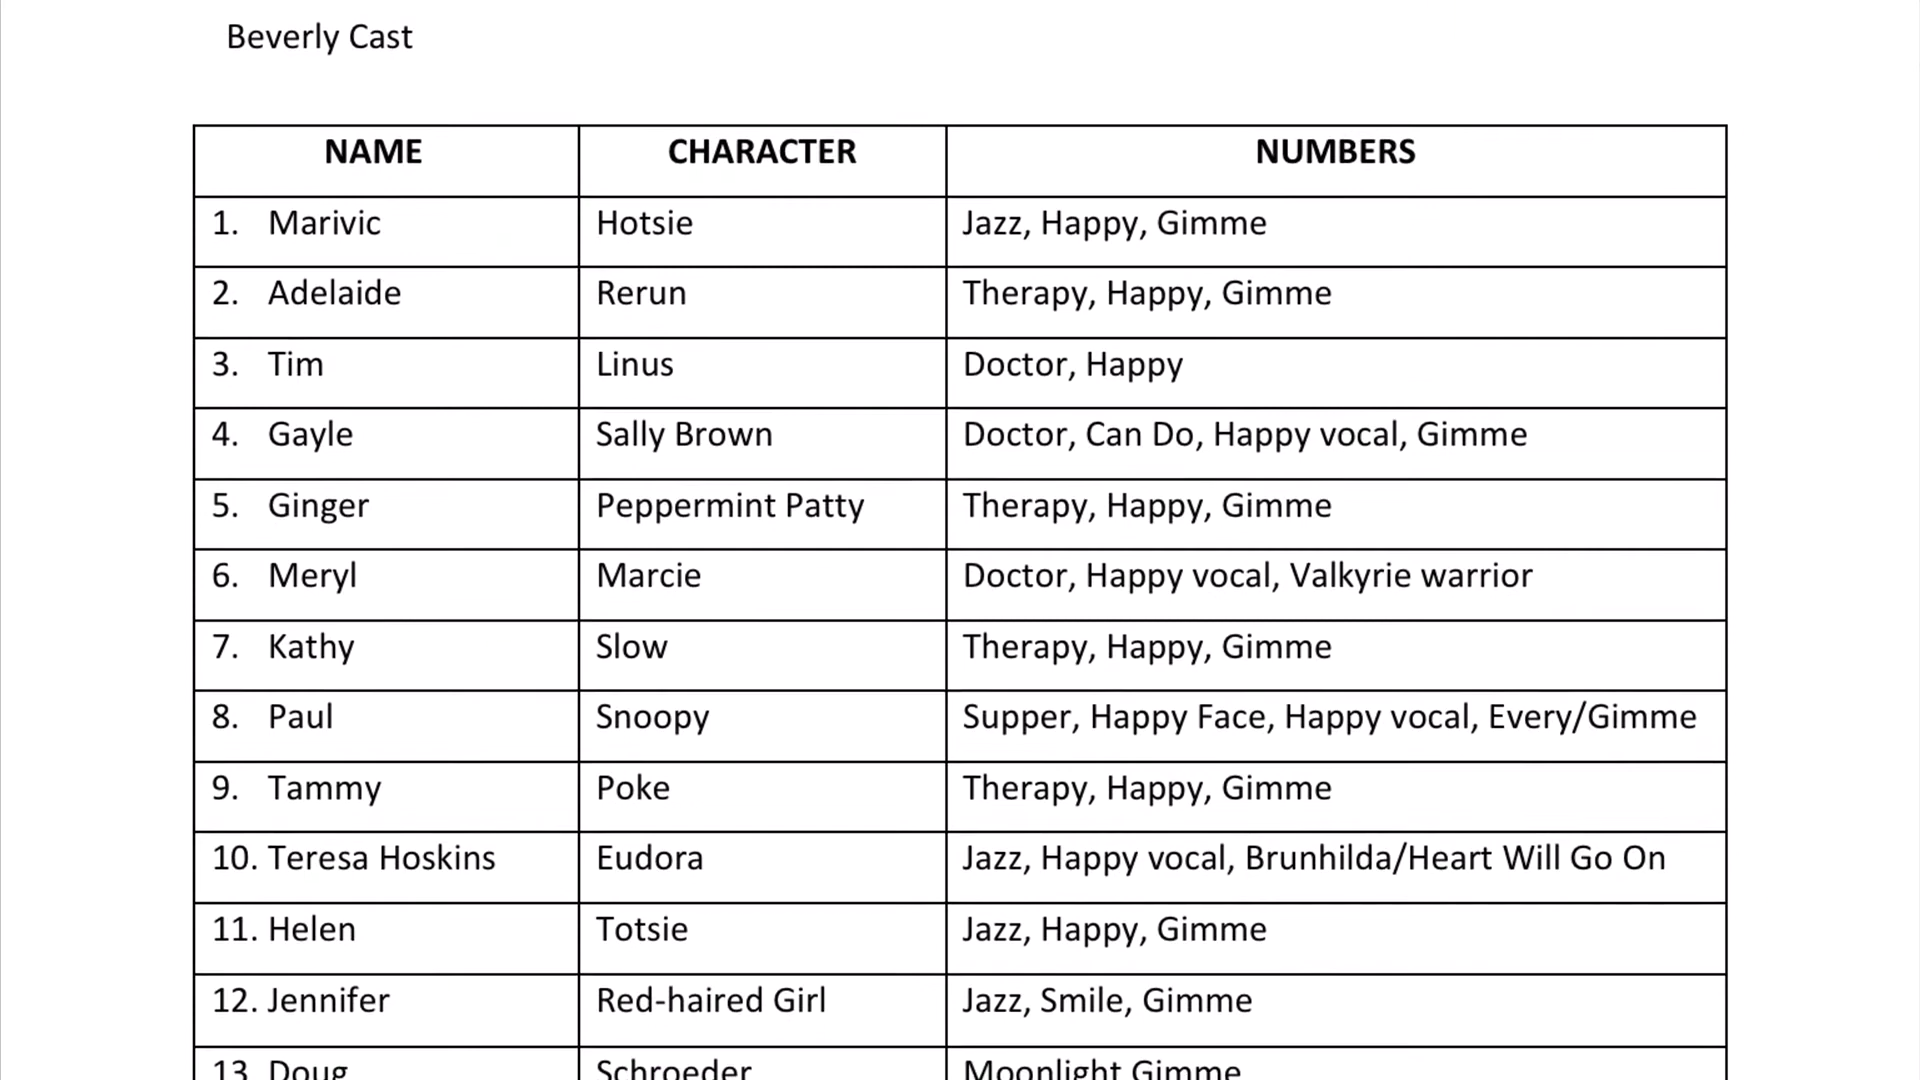 Beverly Cast
NAME CHARACTER NUMBERS
1. Marivic Hotsie Jazz, Happy, Gimme
2. Adelaide Rerun Therapy, Happy, Gimme
3. Tim Linus Doctor, Happy
4. Gayle Sally Brown Doctor, Can Do, Happy vocal, Gimme
5. Ginger Peppermint Patty Therapy, Happy, Gimme
6. Meryl Marcie Doctor, Happy vocal, Valkyrie warrior
7. Kathy Slow Therapy, Happy, Gimme
8. Paul Snoopy Supper, Happy Face, Happy vocal, Every/Gimme
9. Tammy Poke Therapy, Happy, Gimme
10. Teresa Hoskins Eudora Jazz, Happy vocal, Brunhilda/Heart Will Go On
11. Helen Totsie Jazz, Happy, Gimme
12. Jennifer Red-haired Girl Jazz, Smile, Gimme
13. Doug Schroeder Moonlight Gimme